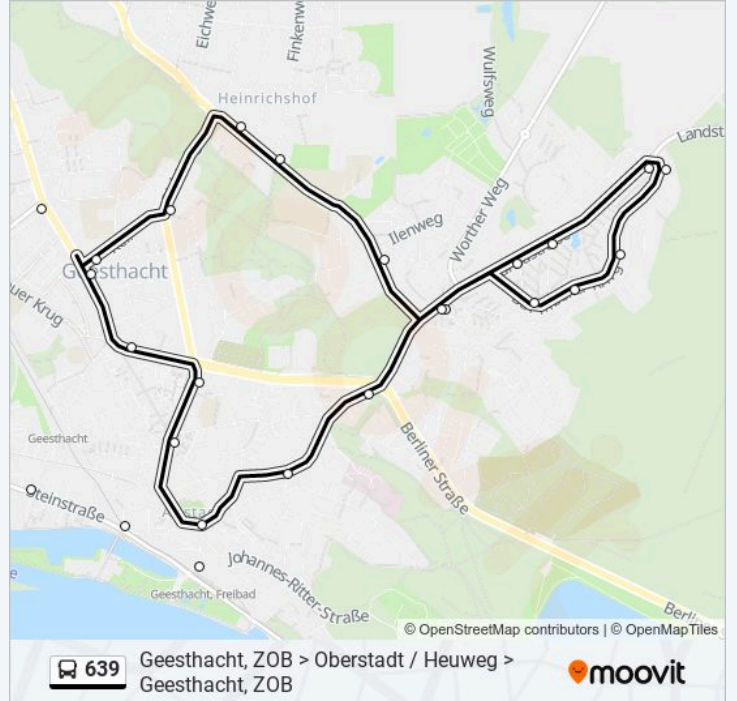 Eichwe
Finkenw
Heinrichshof
Wulfsweg
Landst
Worther Weg
Ilenweg
Geesthacht
uer Krug
Geesthacht
Berliner Straße
Steinstraße
Johannes-Ritter-Straße
Geesthacht, Freibad
e
Berli
© OpenStreetMap contributors | © OpenMapTiles
639
Geesthacht, ZOB > Oberstadt / Heuweg >
Geesthacht, ZOB
moovit